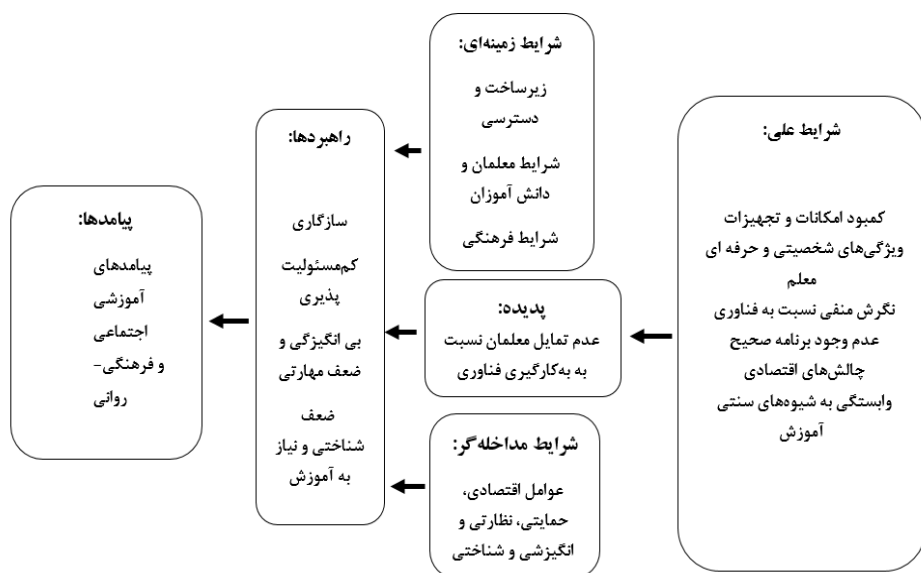 شرایط علی:
کمبود امکانات و تجهیزات
ویژگی‌های شخصیتی و حرفه ای
معلم
نگرش منفی نسبت به فناوری
عدم وجود برنامه صحیح
چالش‌های اقتصادی
وابستگی به شیوه‌های سنتی
آموزش
شرایط زمینه‌ای:
زیرساخت و
دسترسی
شرایط معلمان و
دانش آموزان
شرایط فرهنگی
پدیده:
عدم تمایل معلمان نسبت
به به‌کارگیری فناوری
شرایط مداخله‌گر:
عوامل اقتصادی،
حمایتی، نظارتی و
انگیزشی و شناختی
راهبردها:
سازگاری
کم‌مسئولیت
پذیری
بی انگیزگی و
ضعف مهارتی
ضعف
شناختی و نیاز
به آموزش
پیامدها:
پیامدهای
آموزشی
اجتماعی
و فرهنگی-
روانی